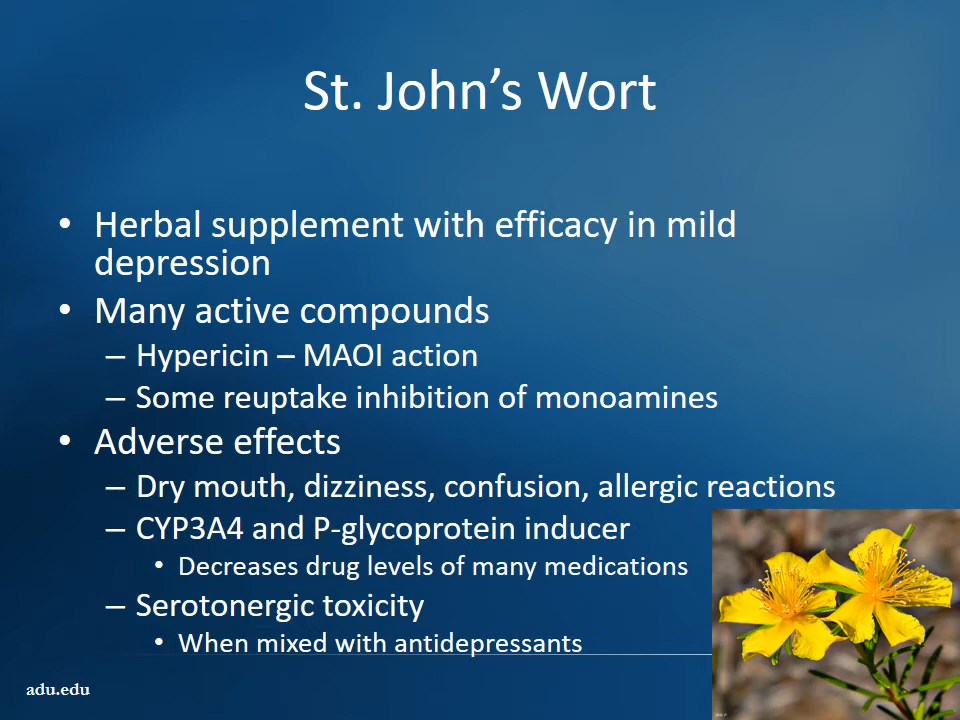 St. John’s Wort
• Herbal supplement with efficacy in mild
depression
• Many active compounds
– Hypericin – MAOI action
– Some reuptake inhibition of monoamines
• Adverse effects
– Dry mouth, dizziness, confusion, allergic reactions
– CYP3A4 and P-glycoprotein inducer
• Decreases drug levels of many medications
– Serotonergic toxicity
• When mixed with antidepressants
adu.edu